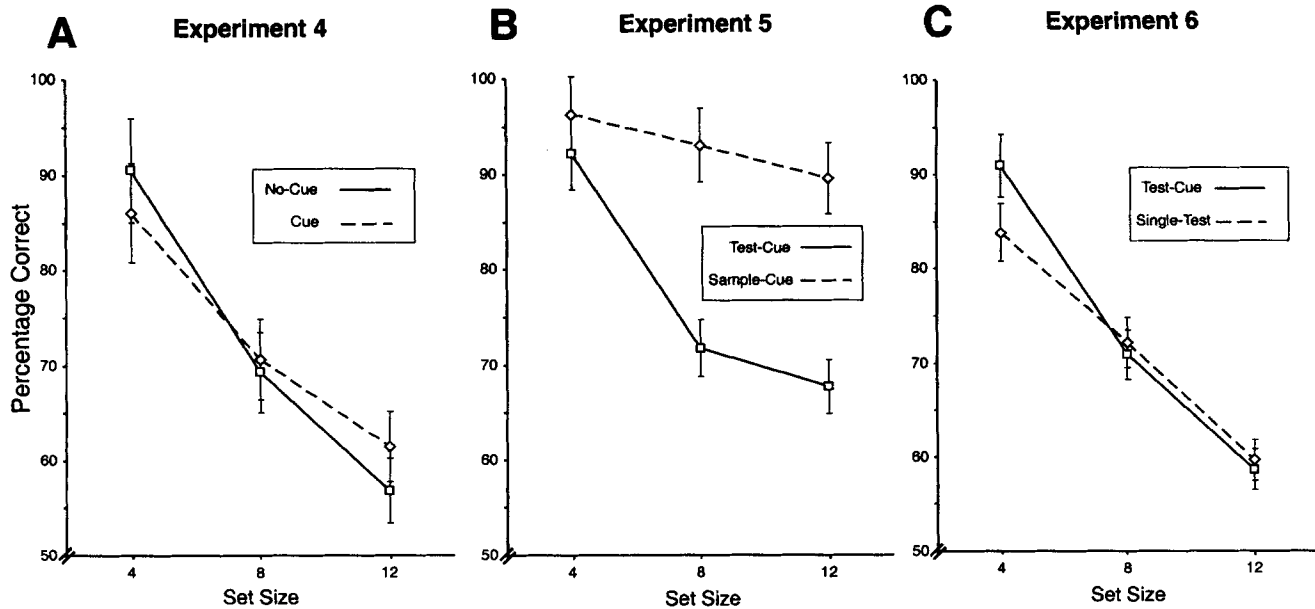 A
Experiment 4
Percentage Correct
100
90
80
70
60
50
No-Cue
Cue
4
8
12
Set Size
B
Experiment 5
100
90
80
70
60
50
Test-Cue
Sample-Cue
4
8
12
Set Size
C
Experiment 6
100
90
80
70
60
50
Test-Cue
Single-Test
4
8
12
Set Size